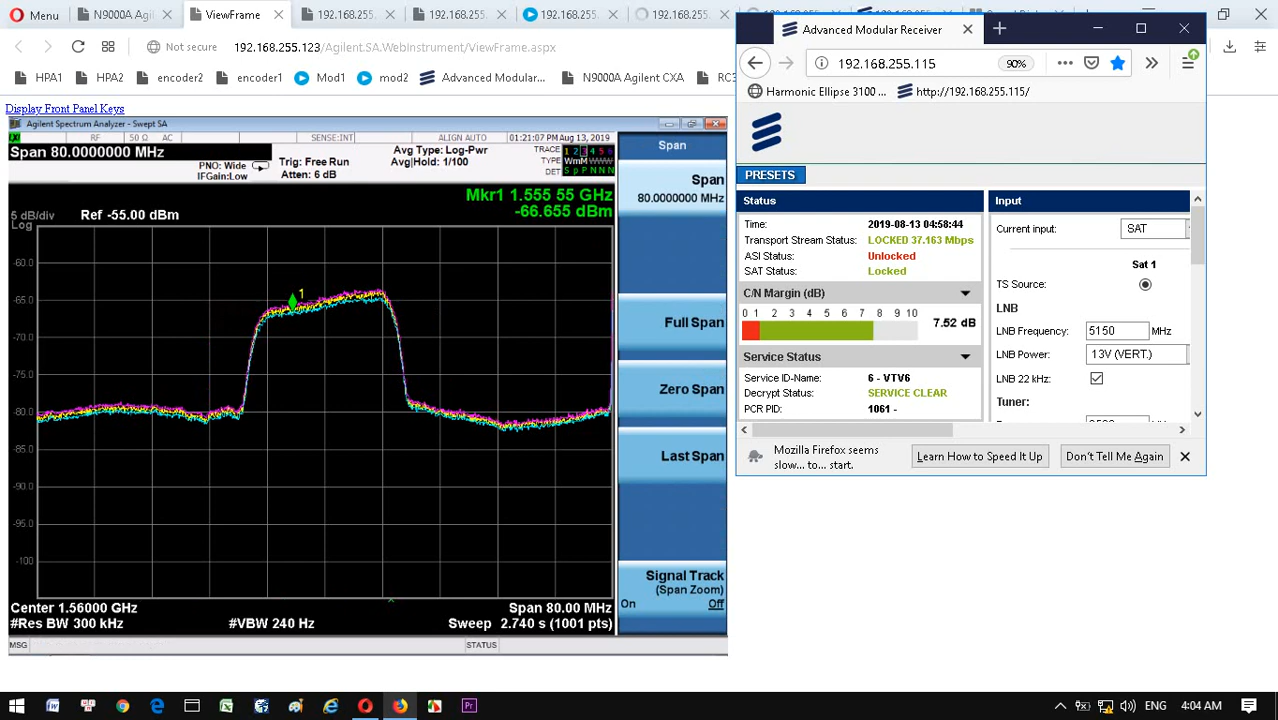 Menu
N9000A Agil
ViewFrame
192.168.255
192.168.255
192.168.255
192.168.255
Not secure
192.168.255.123/Agilent.SA.WebInstrument/ViewFrame.aspx
HPA1
HPA2
encoder2
encoder1
Mod1
mod2
Advanced Modular...
N9000A Agilent CXA
RC3
Display Front Panel Keys
Agilent Spectrum Analyzer - Swept SA
LXI
RF
50 Ω
AC
SENSE:INT
ALIGN AUTO
01:21:07 PM Aug 13, 2019
Span 80.0000000 MHz
PNO: Wide
IFGain:Low
Trig: Free Run
Atten: 6 dB
Avg Type: Log-Pwr
Avg|Hold: 1/100
TRACE 1 2 3 4 5 6
TYPE
DET S p P N N N
Mkr1 1.555 55 GHz
-66.655 dBm
5 dB/div
Log
Ref -55.00 dBm
1
-60.0
-65.0
-70.0
-75.0
-80.0
-85.0
-90.0
-95.0
-100
Center 1.56000 GHz
Span 80.00 MHz
#Res BW 300 kHz
#VBW 240 Hz
Sweep 2.740 s (1001 pts)
MSG
STATUS
Span
Span
80.0000000 MHz
Full Span
Zero Span
Last Span
Signal Track
(Span Zoom)
On
Off
Advanced Modular Receiver
192.168.255.115
90%
Harmonic Ellipse 3100 ...
http://192.168.255.115/
PRESETS
Status
Time: 2019-08-13 04:58:44
Transport Stream Status: LOCKED 37.163 Mbps
ASI Status: Unlocked
SAT Status: Locked
C/N Margin (dB)
0 1 2 3 4 5 6 7 8 9 10
7.52 dB
Service Status
Service ID-Name: 6 - VTV6
Decrypt Status: SERVICE CLEAR
PCR PID: 1061 -
Input
Current input: SAT
Sat 1
TS Source:
LNB
LNB Frequency: 5150 MHz
LNB Power: 13V (VERT.)
LNB 22 kHz:
Tuner:
Mozilla Firefox seems
slow... to... start.
Learn How to Speed It Up
Don't Tell Me Again
ENG
4:04 AM